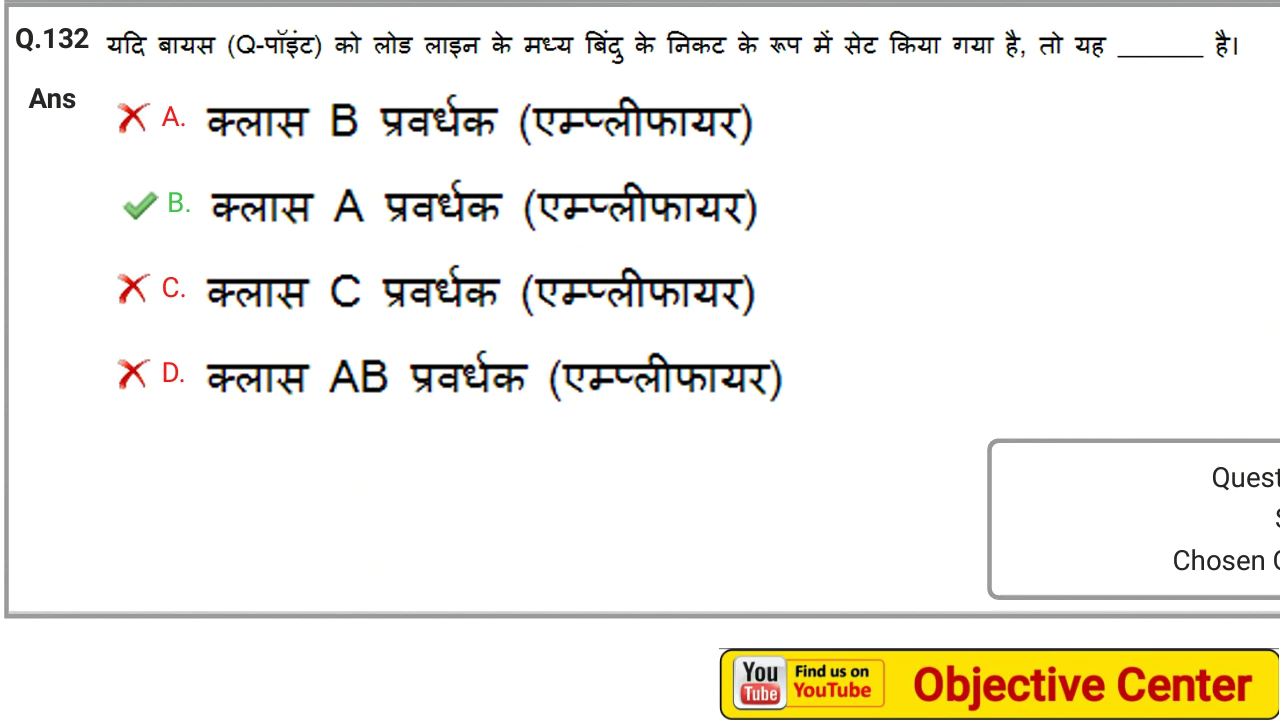 Q.132 यदि बायस (Q-पॉइंट) को लोड लाइन के मध्य बिंदु के निकट के रूप में सेट किया गया है, तो यह _______ है।
Ans
A. क्लास B प्रवर्धक (एम्प्लीफायर)
B. क्लास A प्रवर्धक (एम्प्लीफायर)
C. क्लास C प्रवर्धक (एम्प्लीफायर)
D. क्लास AB प्रवर्धक (एम्प्लीफायर)
Quest
Chosen
You Tube Find us on YouTube Objective Center